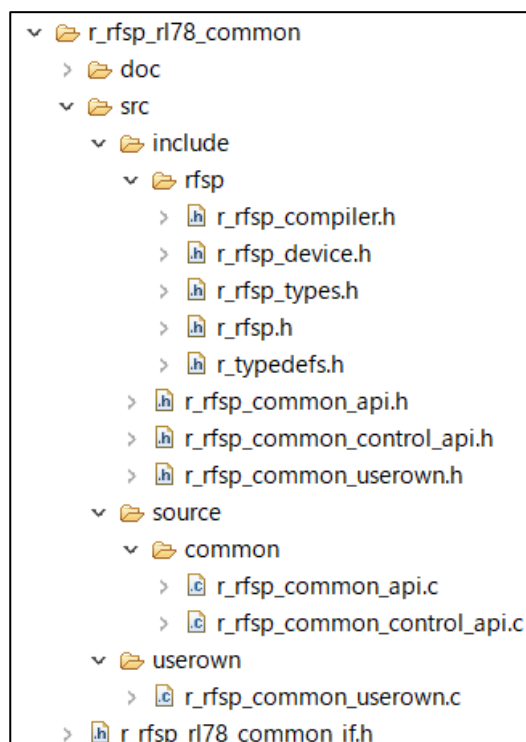 r_rfsp_rl78_common
doc
src
include
rfsp
r_rfsp_compiler.h
r_rfsp_device.h
r_rfsp_types.h
r_rfsp.h
r_typedefs.h
r_rfsp_common_api.h
r_rfsp_common_control_api.h
r_rfsp_common_userown.h
source
common
r_rfsp_common_api.c
r_rfsp_common_control_api.c
userown
r_rfsp_common_userown.c
r_rfsp_rl78_common_if.h